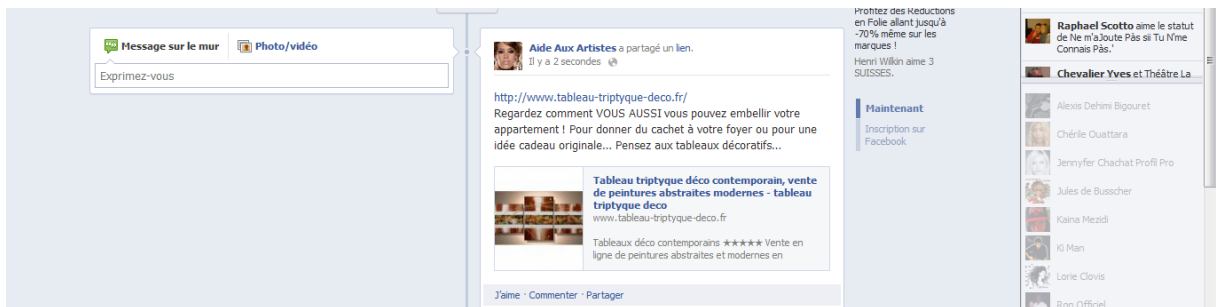 Message sur le mur
Photo/vidéo
Exprimez-vous
Aide Aux Artistes a partagé un lien.
Il y a 2 secondes
http://www.tableau-triptyque-deco.fr/
Regardez comment VOUS AUSSI vous pouvez embellir votre
appartement ! Pour donner du cachet à votre foyer ou pour une
idée cadeau originale... Pensez aux tableaux décoratifs...
Tableau triptyque déco contemporain, vente
de peintures abstraites modernes - tableau
triptyque deco
www.tableau-triptyque-deco.fr
Tableaux déco contemporains ★★★★★ Vente en
ligne de peintures abstraites et modernes en
J'aime · Commenter · Partager
Profitez des Réductions
en Folie allant jusqu'à
-70% même sur les
marques !
Henri Wilkin aime 3
SUISSES.
Maintenant
Inscription sur
Facebook
Raphael Scotto aime le statut
de Ne m'aJoute Pàs sii Tu N'me
Connais Pàs.'
Chevalier Yves et Théâtre La
Alexis Dehimi Bigouret
Chérile Ouattara
Jennyfer Chachat Profil Pro
Jules de Busscher
Kaina Mezidi
Ki Man
Lorie Clovis
Ron Officiel